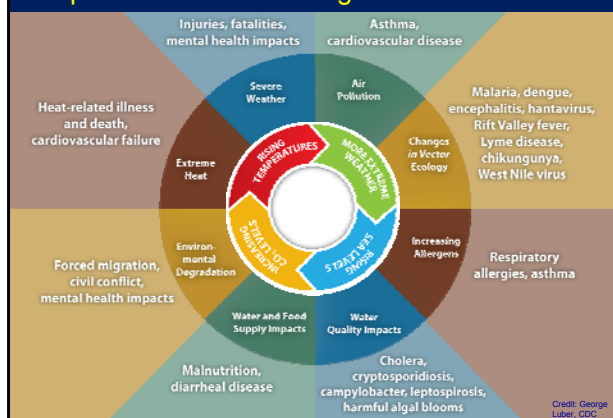 Injuries, fatalities,
mental health impacts
Asthma,
cardiovascular disease
Severe
Weather
Air
Pollution
Heat-related illness
and death,
cardiovascular failure
Malaria, dengue,
encephalitis, hantavirus,
Rift Valley fever,
Lyme disease,
chikungunya,
West Nile virus
Extreme
Heat
Changes
in Vector
Ecology
RISING
TEMPERATURES
MORE EXTREME
WEATHER
RISING
SEA LEVELS
INCREASING
CO₂ LEVELS
Environ-
mental
Degradation
Increasing
Allergens
Forced migration,
civil conflict,
mental health impacts
Respiratory
allergies, asthma
Water and Food
Supply Impacts
Water
Quality Impacts
Malnutrition,
diarrheal disease
Cholera,
cryptosporidiosis,
campylobacter, leptospirosis,
harmful algal blooms
Credit: George
Luber, CDC